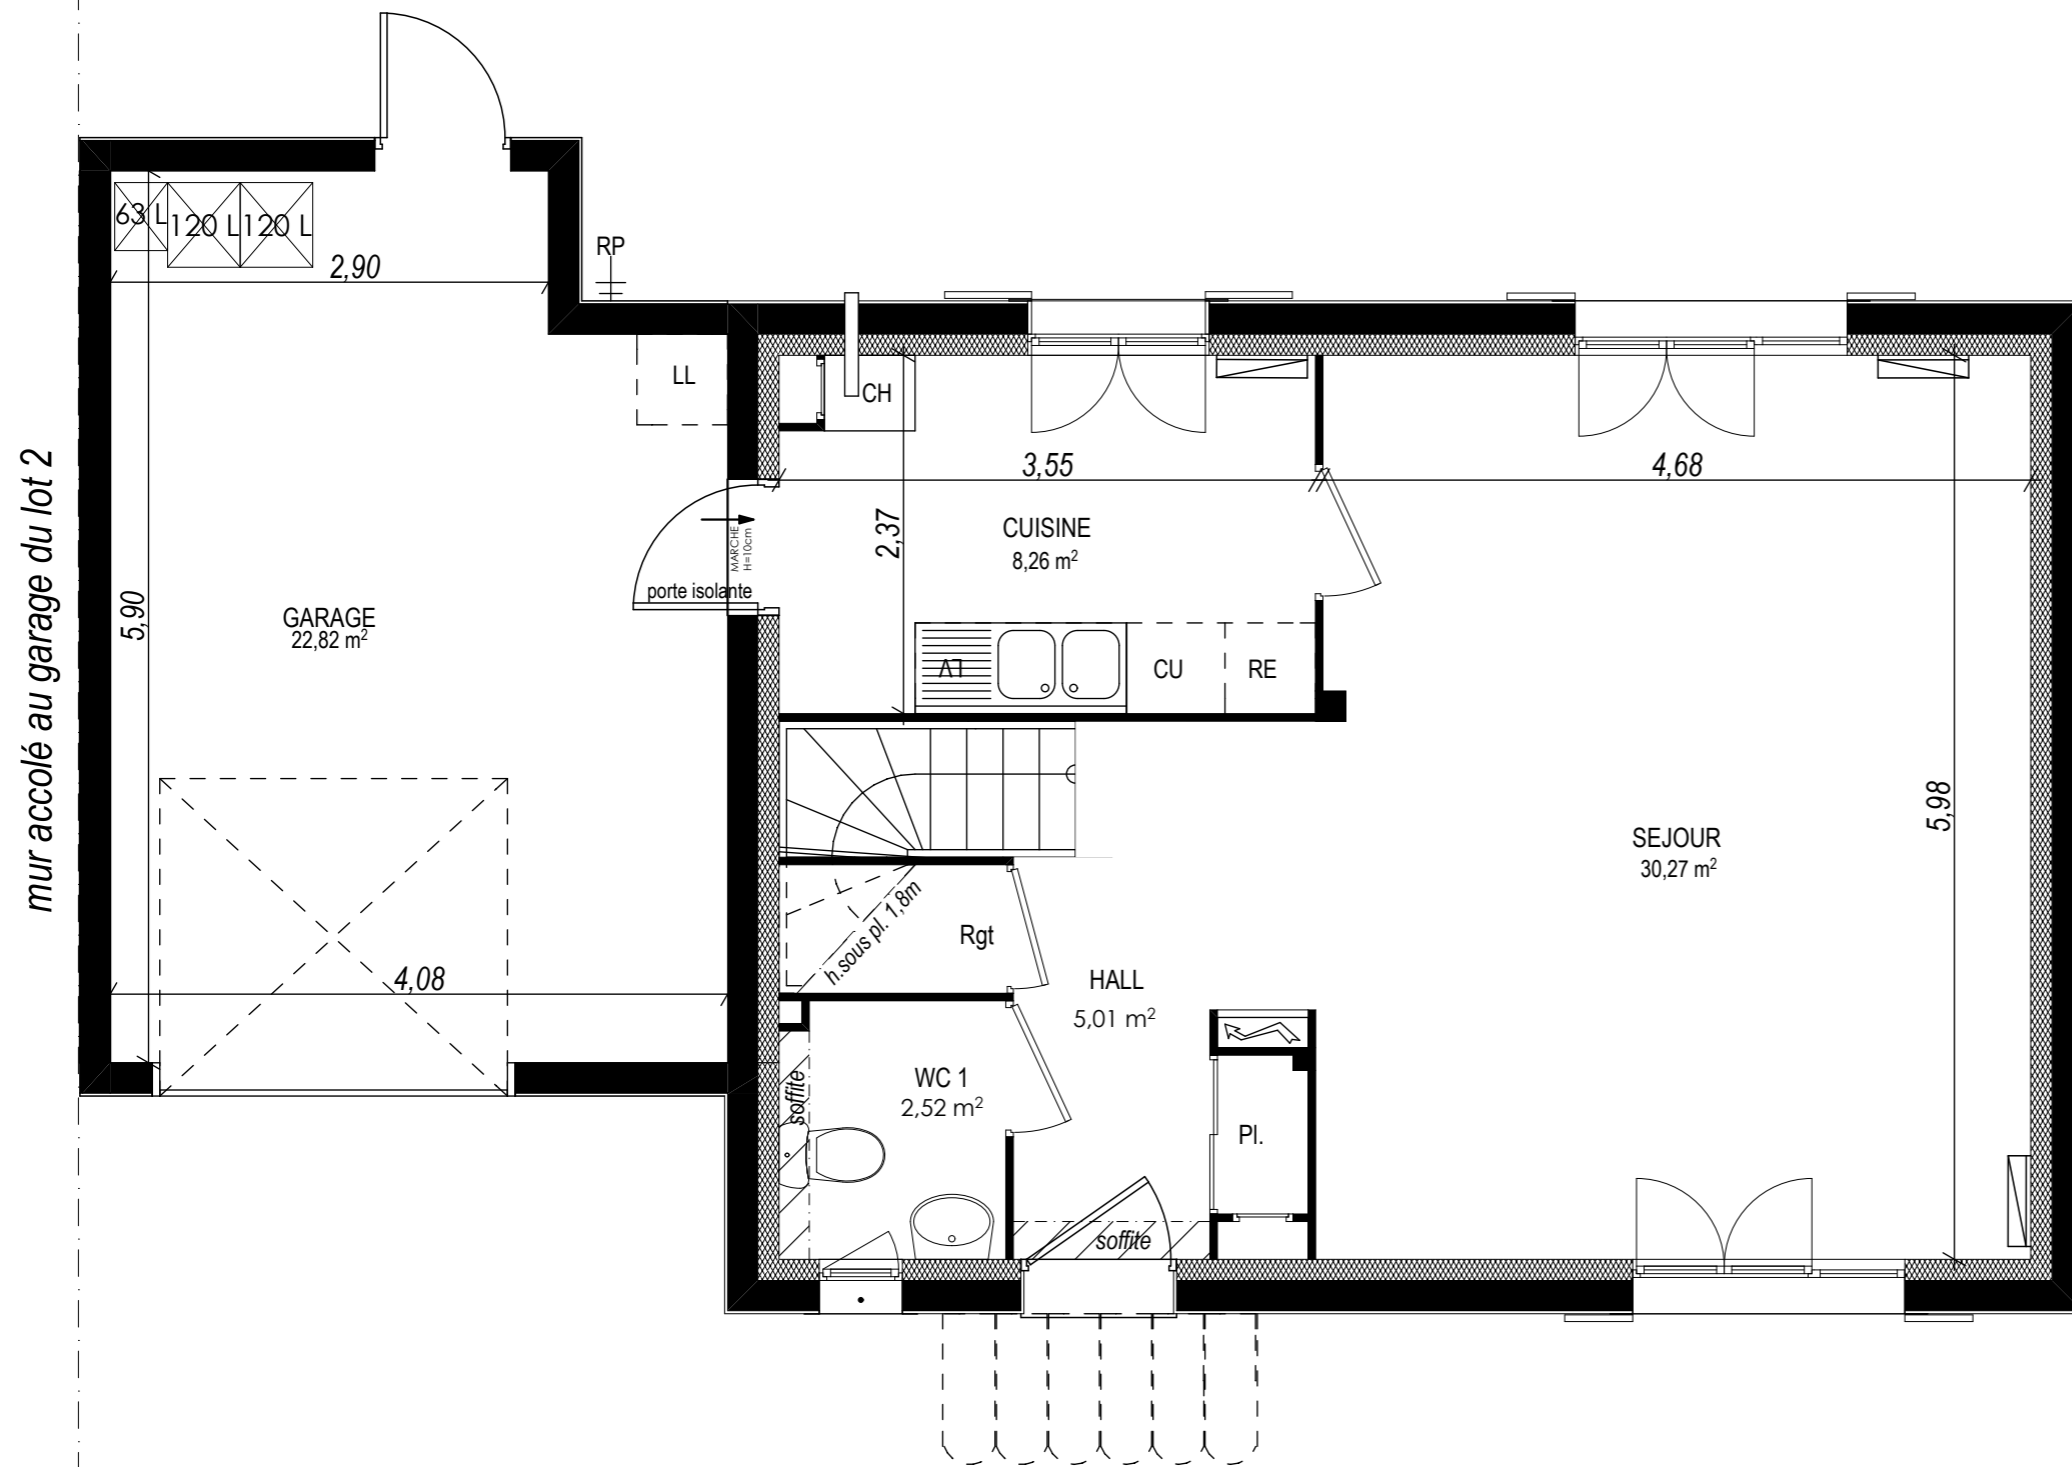 63 L
120 L
120 L
2,90
RP
LL
CH
3,55
4,68
2,37
CUISINE
8,26 m²
MARCHE
H=10cm
porte isolante
mur accolé au garage du lot 2
5,90
GARAGE
22,82 m²
LV
CU
RE
5,98
SEJOUR
30,27 m²
h.sous pl. 1,8m
Rgt
4,08
HALL
5,01 m²
soffite
WC 1
2,52 m²
Pl.
soffite